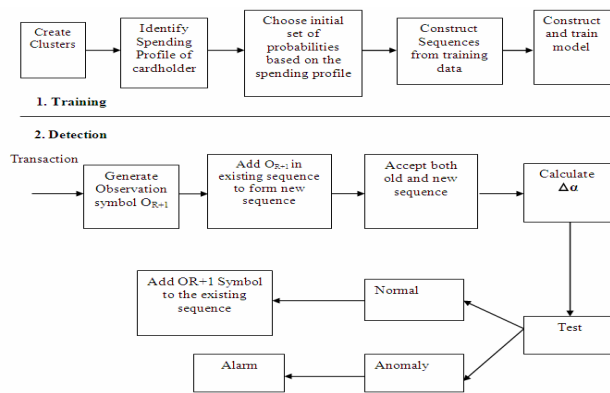 Create
Clusters
Identify
Spending
Profile of
cardholder
Choose initial
set of
probabilities
based on the
spending profile
Construct
Sequences
from training
data
Construct
and train
model
1. Training
2. Detection
Transaction
Generate
Observation
symbol O_{R+1}
Add O_{R+1} in
existing sequence
to form new
sequence
Accept both
old and new
sequence
Calculate
Δα
Add OR+1 Symbol
to the existing
sequence
Normal
Test
Alarm
Anomaly